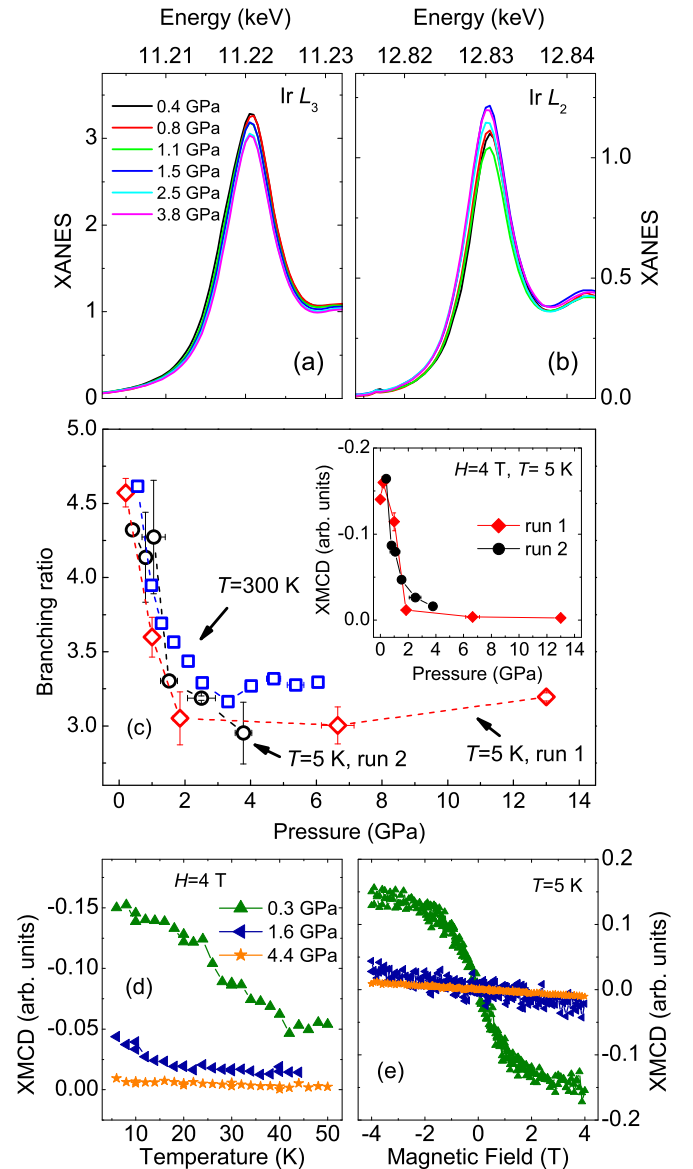 Energy (keV)
Energy (keV)
11.21 11.22 11.23
12.82 12.83 12.84
Ir L3
0.4 GPa
0.8 GPa
1.1 GPa
1.5 GPa
2.5 GPa
3.8 GPa
XANES
3
2
1
0
(a)
Ir L2
XANES
1.0
0.5
0.0
(b)
Branching ratio
5.0
4.5
4.0
3.5
3.0
T=300 K
(c)
T=5 K, run 2
T=5 K, run 1
0 2 4 6 8 10 12 14
Pressure (GPa)
XMCD (arb. units)
-0.2
-0.1
0.0
H=4 T, T= 5 K
run 1
run 2
0 2 4 6 8 10 12 14
Pressure (GPa)
XMCD (arb. units)
-0.15
-0.10
-0.05
0.00
H=4 T
0.3 GPa
1.6 GPa
4.4 GPa
(d)
10 20 30 40 50
Temperature (K)
T=5 K
0.2
0.1
0.0
-0.1
-0.2
XMCD (arb. units)
(e)
-4 -2 0 2 4
Magnetic Field (T)